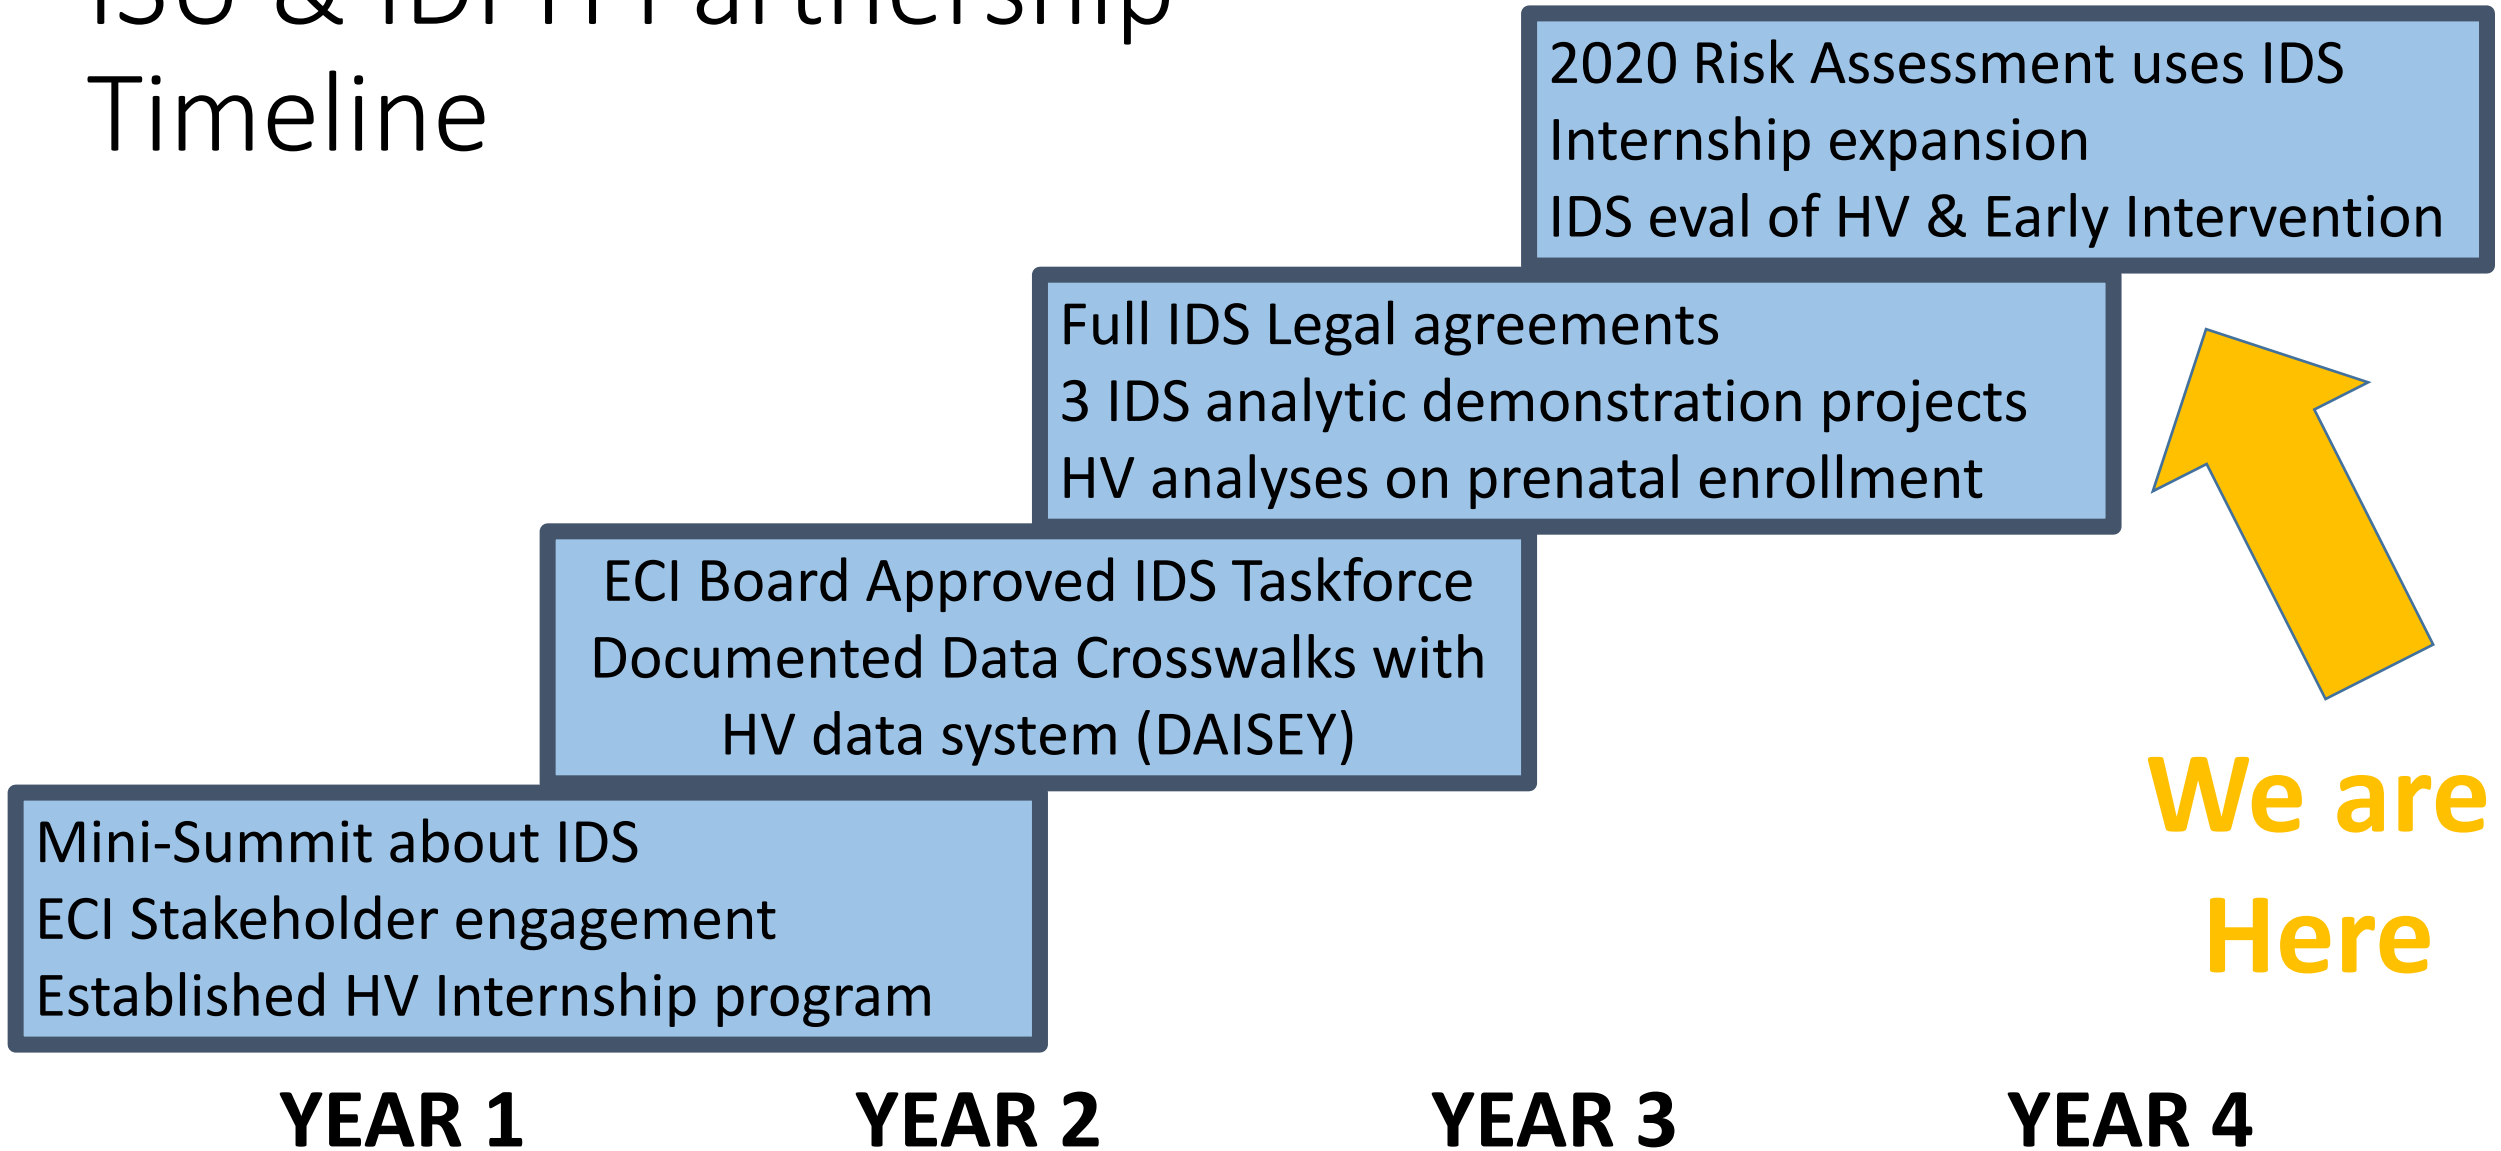 & Partnership
Timeline
2020 Risk Assessment uses IDS
Internship expansion
IDS eval of HV & Early Intervention
Full IDS Legal agreements
3 IDS analytic demonstration projects
HV analyses on prenatal enrollment
ECI Board Approved IDS Taskforce
Documented Data Crosswalks with
HV data system (DAISEY)
Mini-Summit about IDS
ECI Stakeholder engagement
Established HV Internship program
We are
Here
YEAR 1
YEAR 2
YEAR 3
YEAR 4